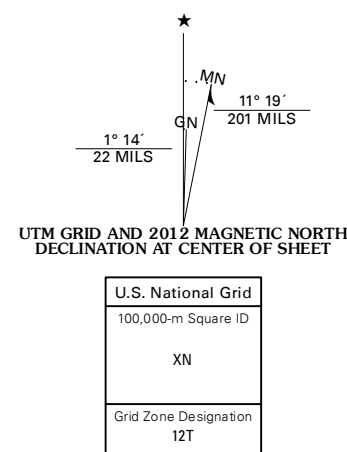 ★
MN
11° 19´
201 MILS
GN
1° 14´
22 MILS
UTM GRID AND 2012 MAGNETIC NORTH
DECLINATION AT CENTER OF SHEET
U.S. National Grid
100,000-m Square ID
XN
Grid Zone Designation
12T